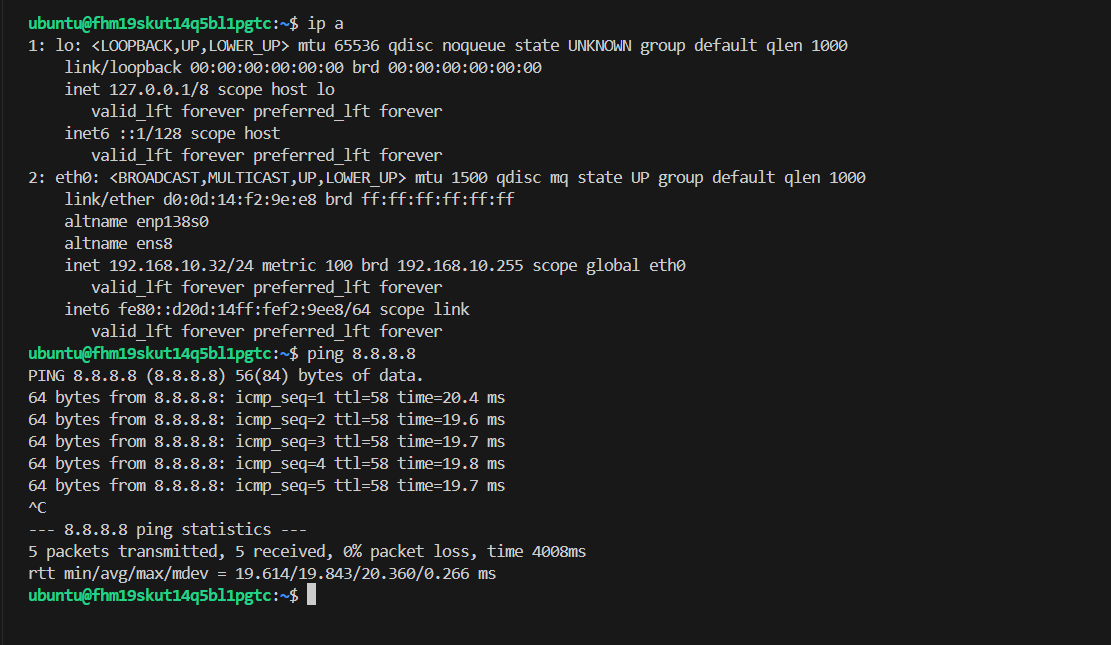 ubuntu@fhm19skut14q5bl1pgtc:~$ ip a
1: lo: <LOOPBACK,UP,LOWER_UP> mtu 65536 qdisc noqueue state UNKNOWN group default qlen 1000
    link/loopback 00:00:00:00:00:00 brd 00:00:00:00:00:00
    inet 127.0.0.1/8 scope host lo
       valid_lft forever preferred_lft forever
    inet6 ::1/128 scope host
       valid_lft forever preferred_lft forever
2: eth0: <BROADCAST,MULTICAST,UP,LOWER_UP> mtu 1500 qdisc mq state UP group default qlen 1000
    link/ether d0:0d:14:f2:9e:e8 brd ff:ff:ff:ff:ff:ff
    altname enp138s0
    altname ens8
    inet 192.168.10.32/24 metric 100 brd 192.168.10.255 scope global eth0
       valid_lft forever preferred_lft forever
    inet6 fe80::d20d:14ff:fef2:9ee8/64 scope link
       valid_lft forever preferred_lft forever
ubuntu@fhm19skut14q5bl1pgtc:~$ ping 8.8.8.8
PING 8.8.8.8 (8.8.8.8) 56(84) bytes of data.
64 bytes from 8.8.8.8: icmp_seq=1 ttl=58 time=20.4 ms
64 bytes from 8.8.8.8: icmp_seq=2 ttl=58 time=19.6 ms
64 bytes from 8.8.8.8: icmp_seq=3 ttl=58 time=19.7 ms
64 bytes from 8.8.8.8: icmp_seq=4 ttl=58 time=19.8 ms
64 bytes from 8.8.8.8: icmp_seq=5 ttl=58 time=19.7 ms
^C
--- 8.8.8.8 ping statistics ---
5 packets transmitted, 5 received, 0% packet loss, time 4008ms
rtt min/avg/max/mdev = 19.614/19.843/20.360/0.266 ms
ubuntu@fhm19skut14q5bl1pgtc:~$